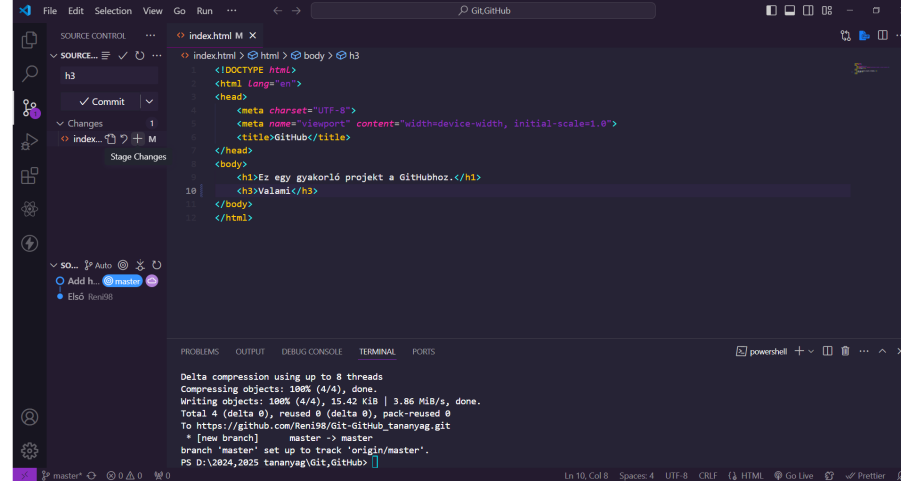 File Edit Selection View Go Run ···
Git,GitHub
SOURCE CONTROL ···
index.html M ×
SOURCE... ···
index.html > html > body > h3
h3
Commit
Changes 1
index... M
Stage Changes
1 <!DOCTYPE html>
2 <html lang="en">
3 <head>
4 <meta charset="UTF-8">
5 <meta name="viewport" content="width=device-width, initial-scale=1.0">
6 <title>GitHub</title>
7 </head>
8 <body>
9 <h1>Ez egy gyakorló projekt a GitHubhoz.</h1>
10 <h3>Valami</h3>
11 </body>
12 </html>
SO... Auto
Add h... master
Első Reni98
PROBLEMS OUTPUT DEBUG CONSOLE TERMINAL PORTS
powershell
Delta compression using up to 8 threads
Compressing objects: 100% (4/4), done.
Writing objects: 100% (4/4), 15.42 KiB | 3.86 MiB/s, done.
Total 4 (delta 0), reused 0 (delta 0), pack-reused 0
To https://github.com/Reni98/Git-GitHub_tananyag.git
* [new branch] master -> master
branch 'master' set up to track 'origin/master'.
PS D:\2024,2025 tananyag\Git,GitHub>
master* 0 0 0 Ln 10, Col 8 Spaces: 4 UTF-8 CRLF HTML Go Live Prettier